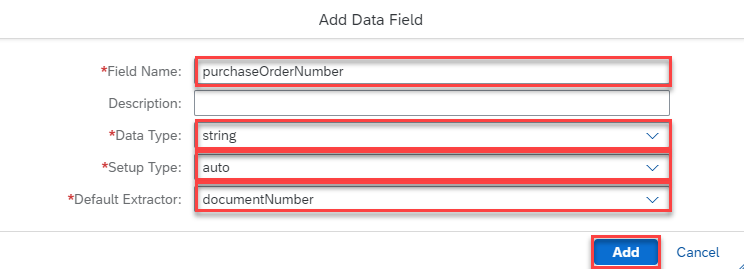 Add Data Field
*Field Name: purchaseOrderNumber
Description:
*Data Type: string
*Setup Type: auto
*Default Extractor: documentNumber
Add Cancel